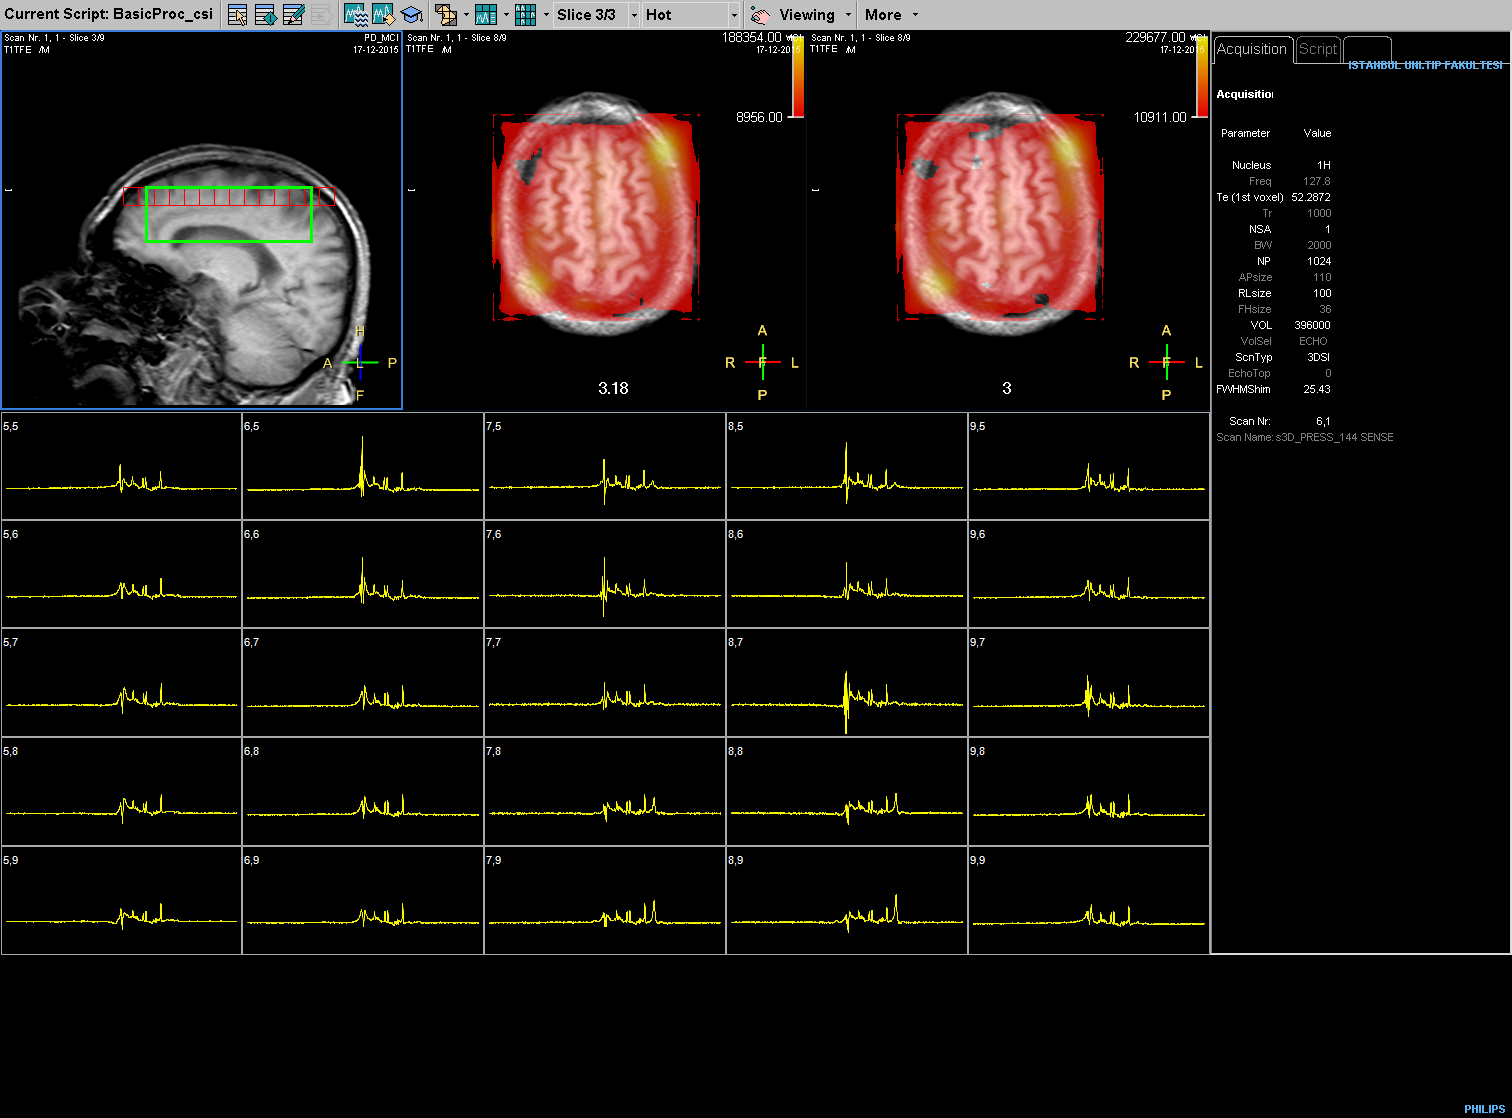 Current Script: BasicProc_csi
Slice 3/3
Hot
Viewing
More
Scan Nr. 1, 1 - Slice 3/9
PD_MCI
T1TFE /M
17-12-2015
H
A L P
F
Scan Nr. 1, 1 - Slice 8/9
188354.00
T1TFE /M
17-12-2015
8956.00
A
R F L
P
3.18
Scan Nr. 1, 1 - Slice 8/9
229677.00
T1TFE /M
17-12-2015
10911.00
A
R F L
P
3
Acquisition
Script
ISTANBUL UNI.TIP FAKULTESI
Acquisition
Parameter Value
Nucleus 1H
Freq 127.8
Te (1st voxel) 52.2872
Tr 1000
NSA 1
BW 2000
NP 1024
APsize 110
RLsize 100
FHsize 36
VOL 396000
VolSel ECHO
ScnTyp 3DSI
EchoTop 0
FWHMShim 25.43
Scan Nr: 6,1
Scan Name: s3D_PRESS_144 SENSE
5,5 6,5 7,5 8,5 9,5
5,6 6,6 7,6 8,6 9,6
5,7 6,7 7,7 8,7 9,7
5,8 6,8 7,8 8,8 9,8
5,9 6,9 7,9 8,9 9,9
PHILIPS